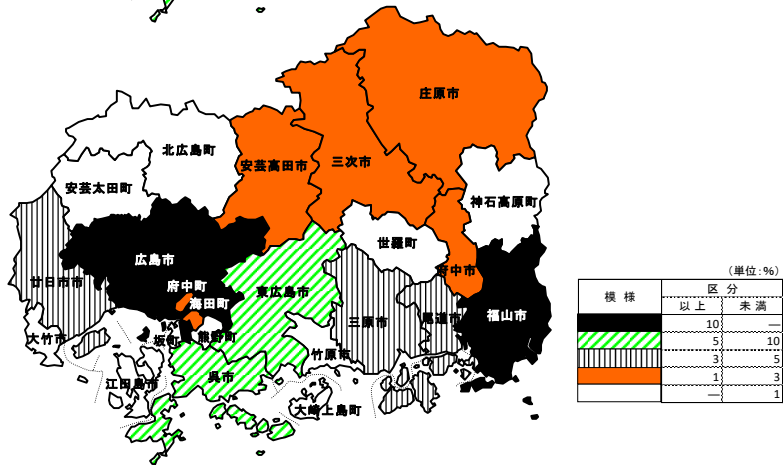 庄原市
北広島町
安芸高田市
三次市
安芸太田町
神石高原町
世羅町
広島市
府中市
廿日市市
府中町
海田町
東広島市
三原市
尾道市
福山市
大竹市
坂町
熊野町
竹原市
江田島市
呉市
大崎上島町
(単位:%)
模 様 区 分
以 上 未 満
10 ―
5 10
3 5
1 3
― 1